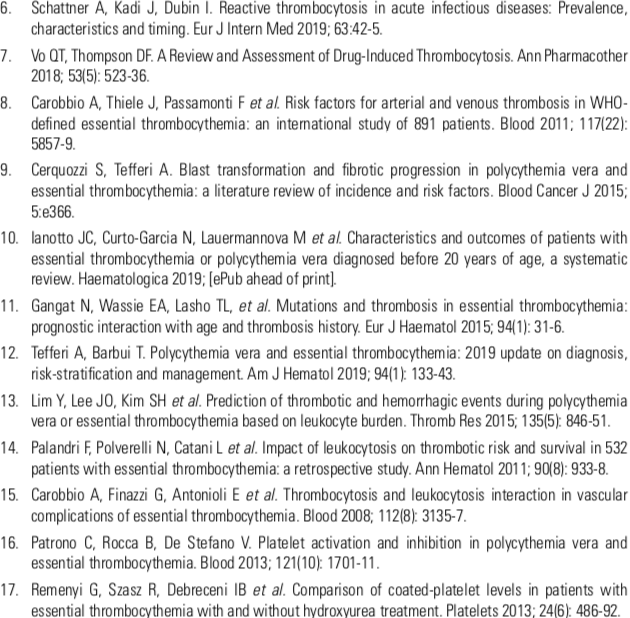 6. Schattner A, Kadi J, Dubin I. Reactive thrombocytosis in acute infectious diseases: Prevalence,
characteristics and timing. Eur J Intern Med 2019; 63:42-5.
7. Vo QT, Thompson DF. A Review and Assessment of Drug-Induced Thrombocytosis. Ann Pharmacother
2018; 53(5): 523-36.
8. Carobbio A, Thiele J, Passamonti F et al. Risk factors for arterial and venous thrombosis in WHO-
defined essential thrombocythemia: an international study of 891 patients. Blood 2011; 117(22):
5857-9.
9. Cerquozzi S, Tefferi A. Blast transformation and fibrotic progression in polycythemia vera and
essential thrombocythemia: a literature review of incidence and risk factors. Blood Cancer J 2015;
5:e366.
10. Ianotto JC, Curto-Garcia N, Lauermannova M et al. Characteristics and outcomes of patients with
essential thrombocythemia or polycythemia vera diagnosed before 20 years of age, a systematic
review. Haematologica 2019; [ePub ahead of print].
11. Gangat N, Wassie EA, Lasho TL, et al. Mutations and thrombosis in essential thrombocythemia:
prognostic interaction with age and thrombosis history. Eur J Haematol 2015; 94(1): 31-6.
12. Tefferi A, Barbui T. Polycythemia vera and essential thrombocythemia: 2019 update on diagnosis,
risk-stratification and management. Am J Hematol 2019; 94(1): 133-43.
13. Lim Y, Lee JO, Kim SH et al. Prediction of thrombotic and hemorrhagic events during polycythemia
vera or essential thrombocythemia based on leukocyte burden. Thromb Res 2015; 135(5): 846-51.
14. Palandri F, Polverelli N, Catani L et al. Impact of leukocytosis on thrombotic risk and survival in 532
patients with essential thrombocythemia: a retrospective study. Ann Hematol 2011; 90(8): 933-8.
15. Carobbio A, Finazzi G, Antonioli E et al. Thrombocytosis and leukocytosis interaction in vascular
complications of essential thrombocythemia. Blood 2008; 112(8): 3135-7.
16. Patrono C, Rocca B, De Stefano V. Platelet activation and inhibition in polycythemia vera and
essential thrombocythemia. Blood 2013; 121(10): 1701-11.
17. Remenyi G, Szasz R, Debreceni IB et al. Comparison of coated-platelet levels in patients with
essential thrombocythemia with and without hydroxyurea treatment. Platelets 2013; 24(6): 486-92.